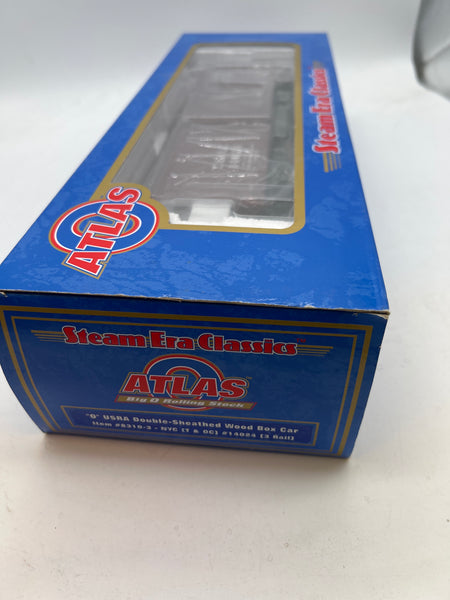 Steam Era Classics®
ATLAS
Steam Era Classics®
ATLAS
Big O Rolling Stock
"O" USRA Double-Sheathed Wood Box Car
Item #8310-3 - NYC (T & OC) #14024 (3 Rail)